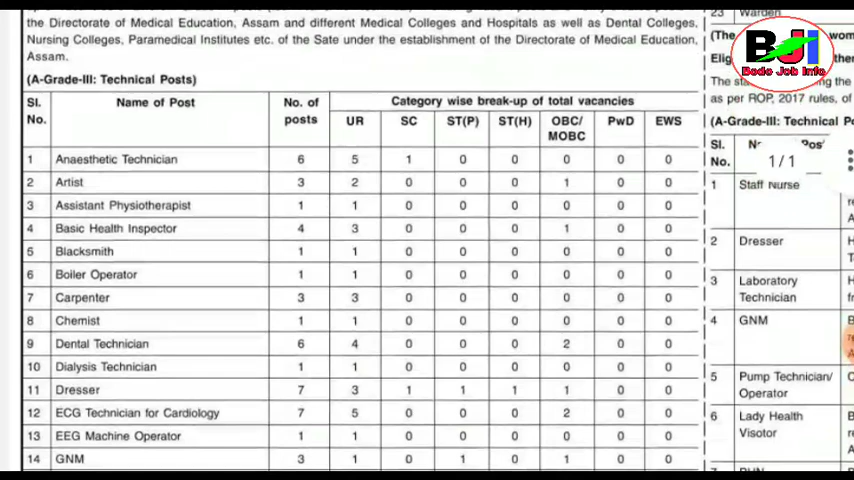 the Directorate of Medical Education, Assam and different Medical Colleges and Hospitals as well as Dental Colleges,
Nursing Colleges, Paramedical Institutes etc. of the Sate under the establishment of the Directorate of Medical Education,
Assam.
(A-Grade-III: Technical Posts)
Sl. No. Name of Post No. of posts Category wise break-up of total vacancies
UR SC ST(P) ST(H) OBC/ MOBC PwD EWS
1 Anaesthetic Technician 6 5 1 0 0 0 0 0
2 Artist 3 2 0 0 0 1 0 0
3 Assistant Physiotherapist 1 1 0 0 0 0 0 0
4 Basic Health Inspector 4 3 0 0 0 1 0 0
5 Blacksmith 1 1 0 0 0 0 0 0
6 Boiler Operator 1 1 0 0 0 0 0 0
7 Carpenter 3 3 0 0 0 0 0 0
8 Chemist 1 1 0 0 0 0 0 0
9 Dental Technician 6 4 0 0 0 2 0 0
10 Dialysis Technician 1 1 0 0 0 0 0 0
11 Dresser 7 3 1 1 1 1 0 0
12 ECG Technician for Cardiology 7 5 0 0 0 2 0 0
13 EEG Machine Operator 1 1 0 0 0 0 0 0
14 GNM 3 1 0 1 0 1 0 0
23 Warden
(The
BJI
Bodo Job Info
as per ROP, 2017 rules, of
(A-Grade-III: Technical
Sl. No.
1/1
1 Staff Nurse
2 Dresser
3 Laboratory Technician
4 GNM
5 Pump Technician/ Operator
6 Lady Health Visotor